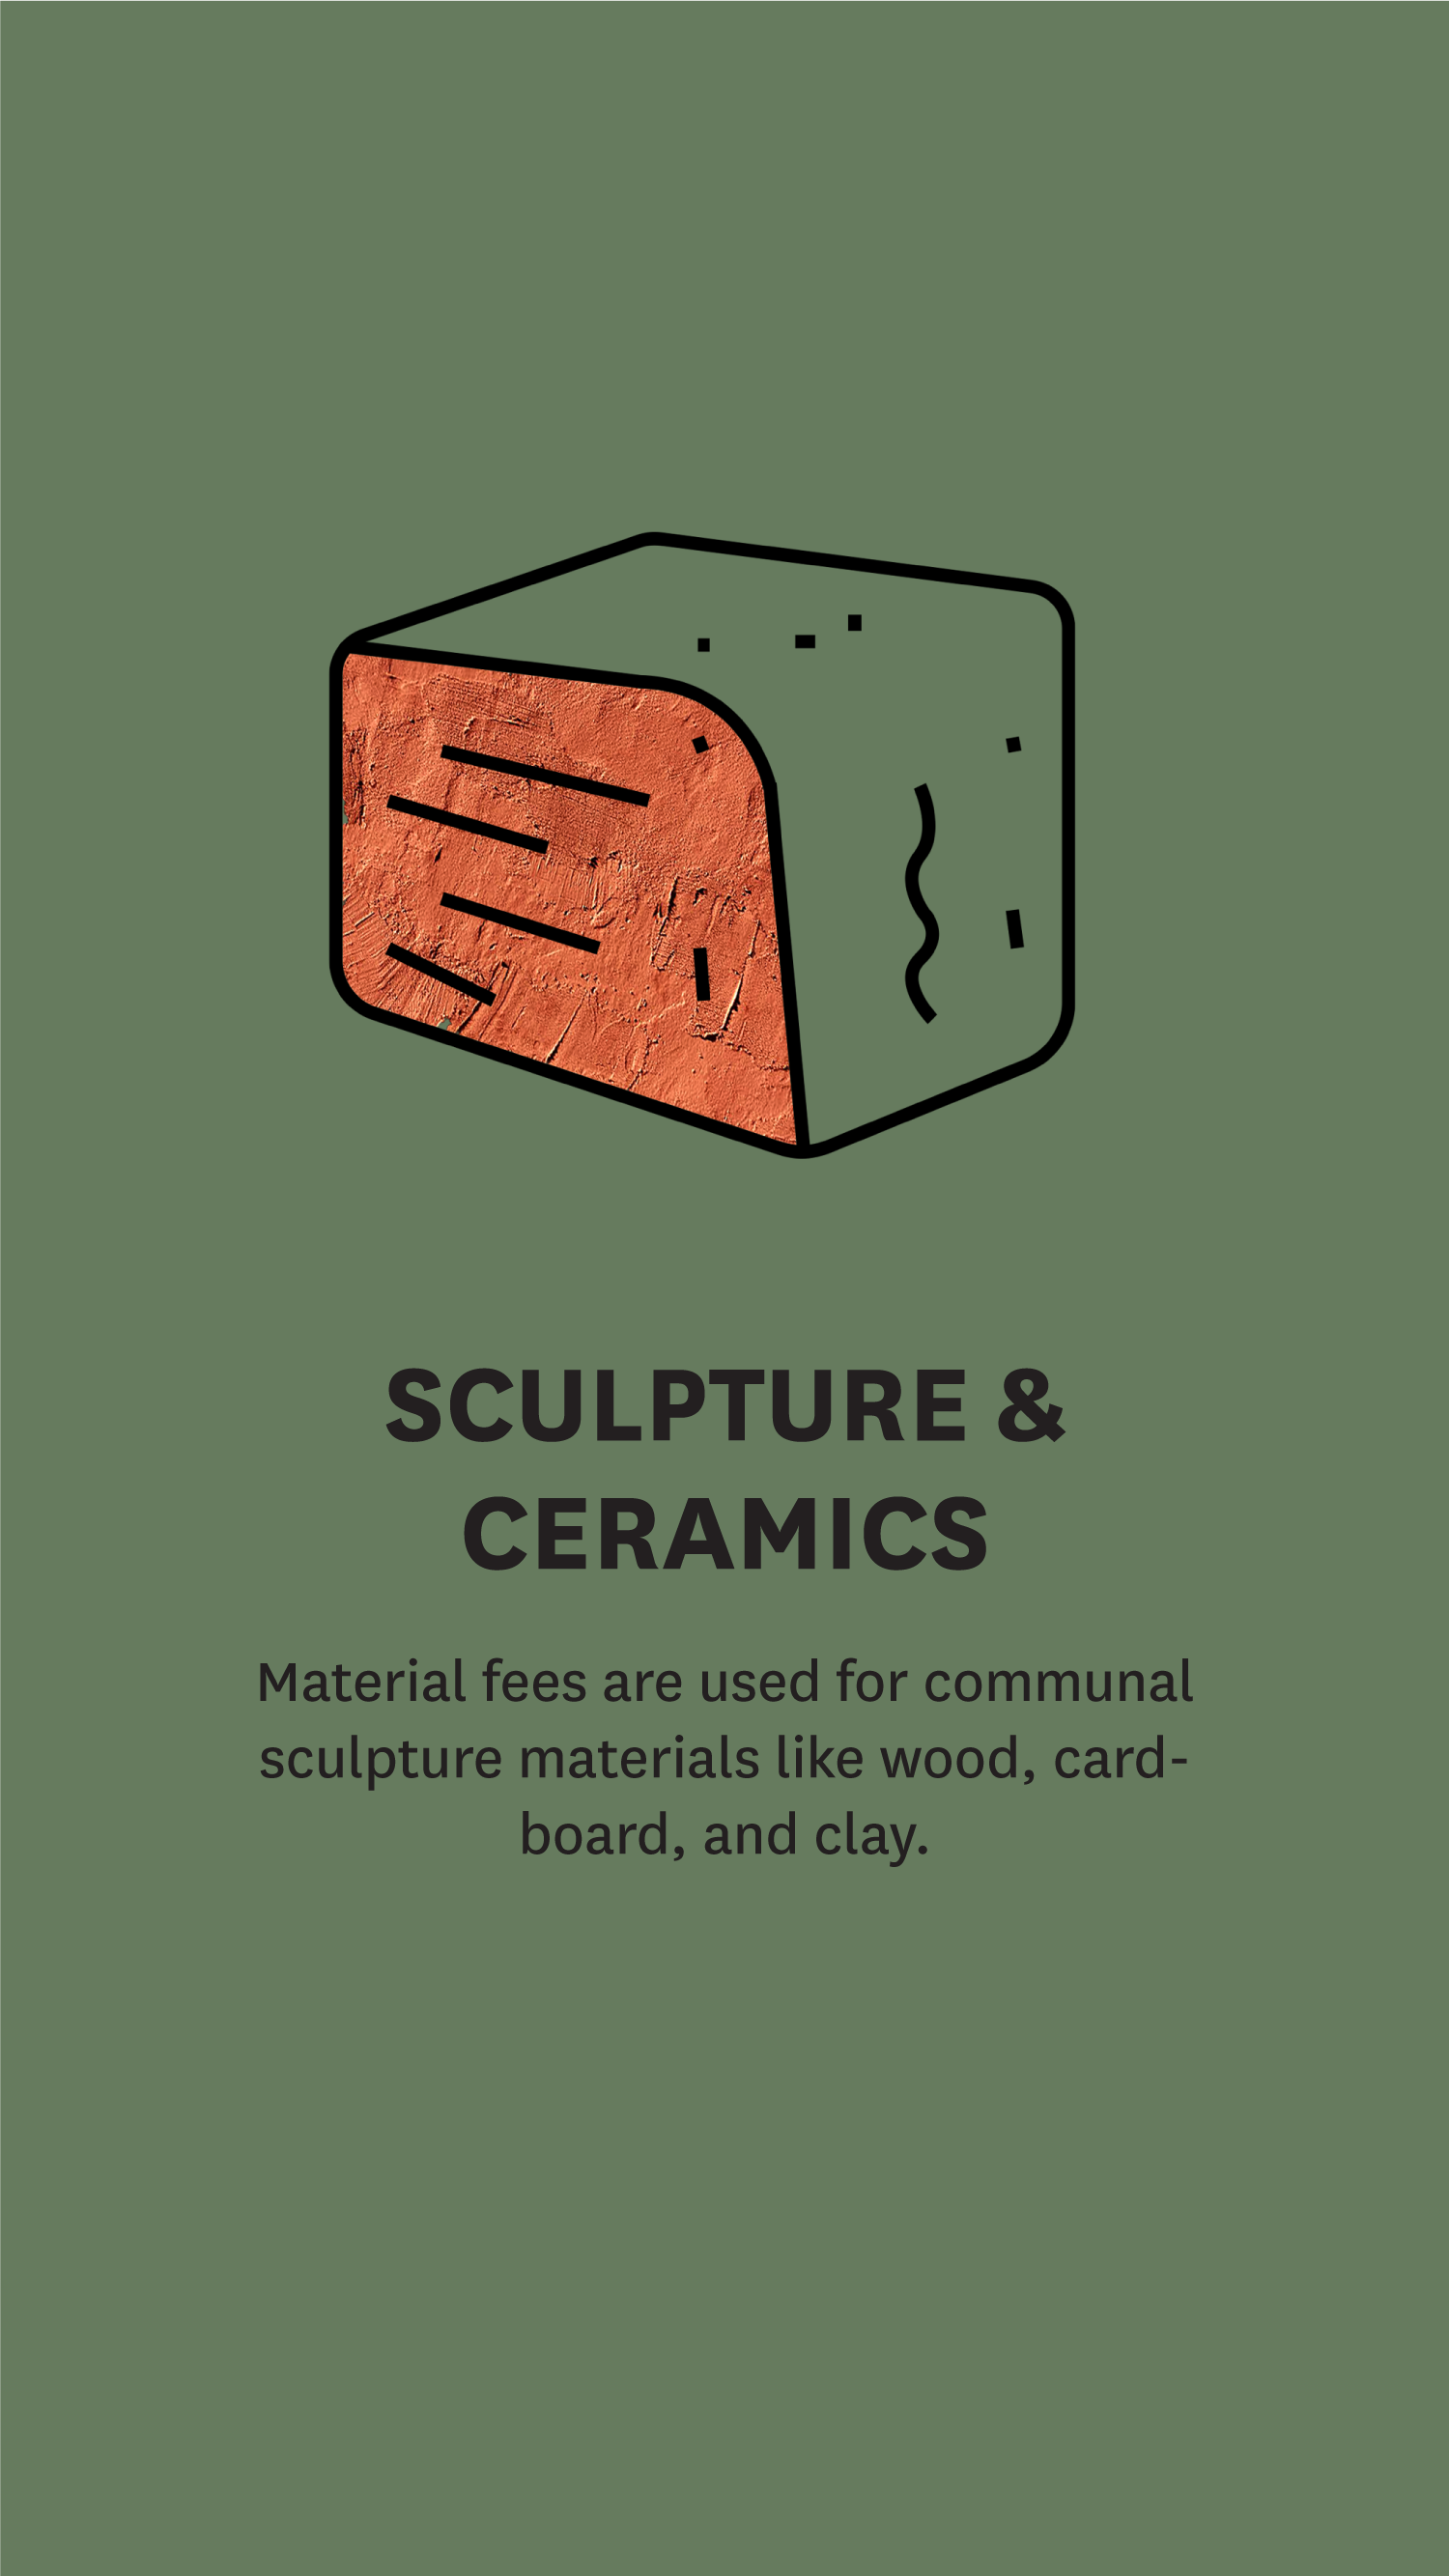 SCULPTURE &
CERAMICS
Material fees are used for communal
sculpture materials like wood, card-
board, and clay.